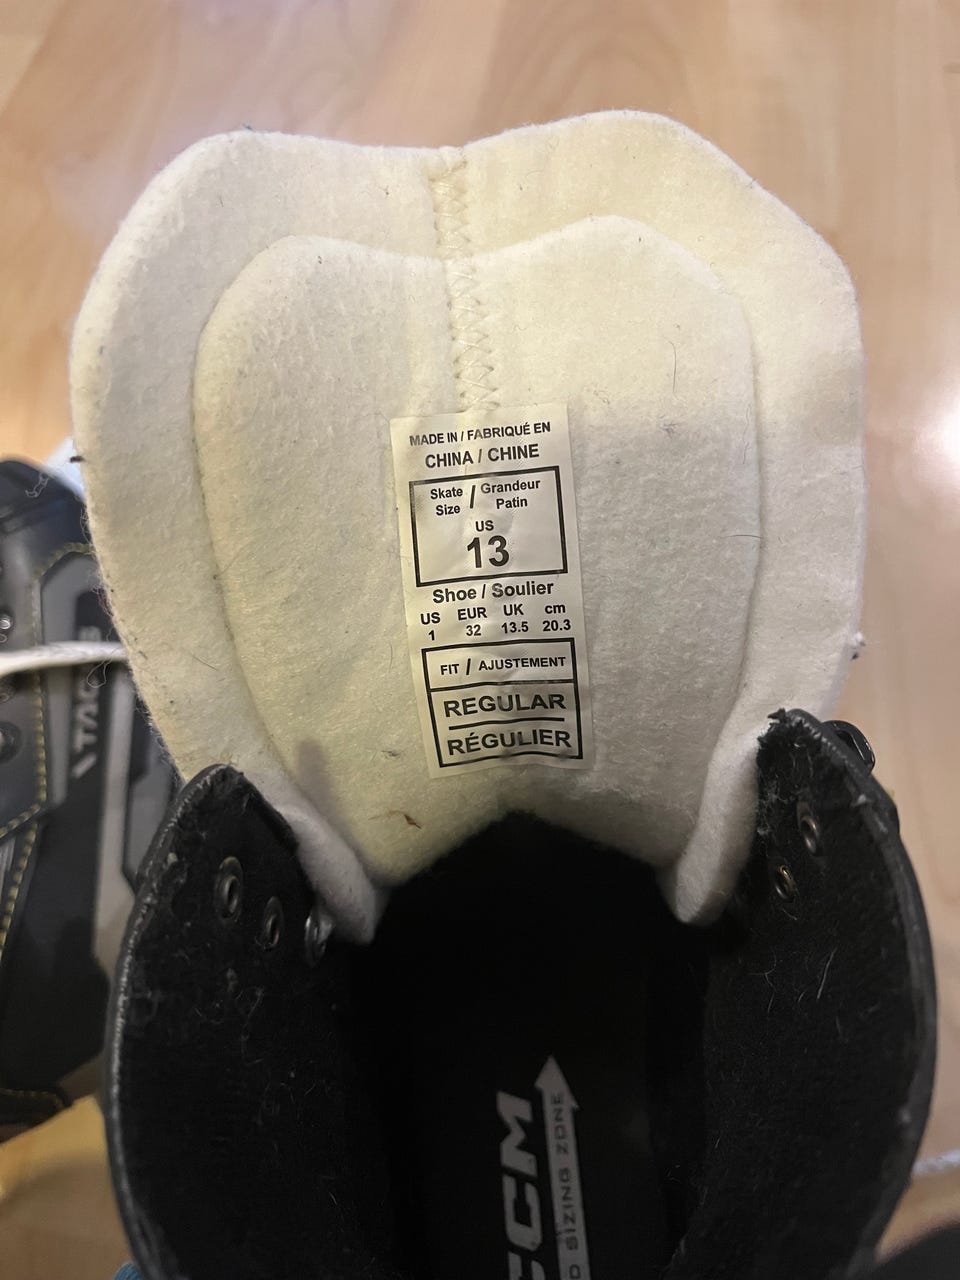 MADE IN / FABRIQUÉ EN
CHINA / CHINE
Skate Size / Grandeur Patin
US
13
Shoe / Soulier
US EUR UK cm
1 32 13.5 20.3
FIT / AJUSTEMENT
REGULAR
RÉGULIER
TACKS
CCM
SIZING ZONE